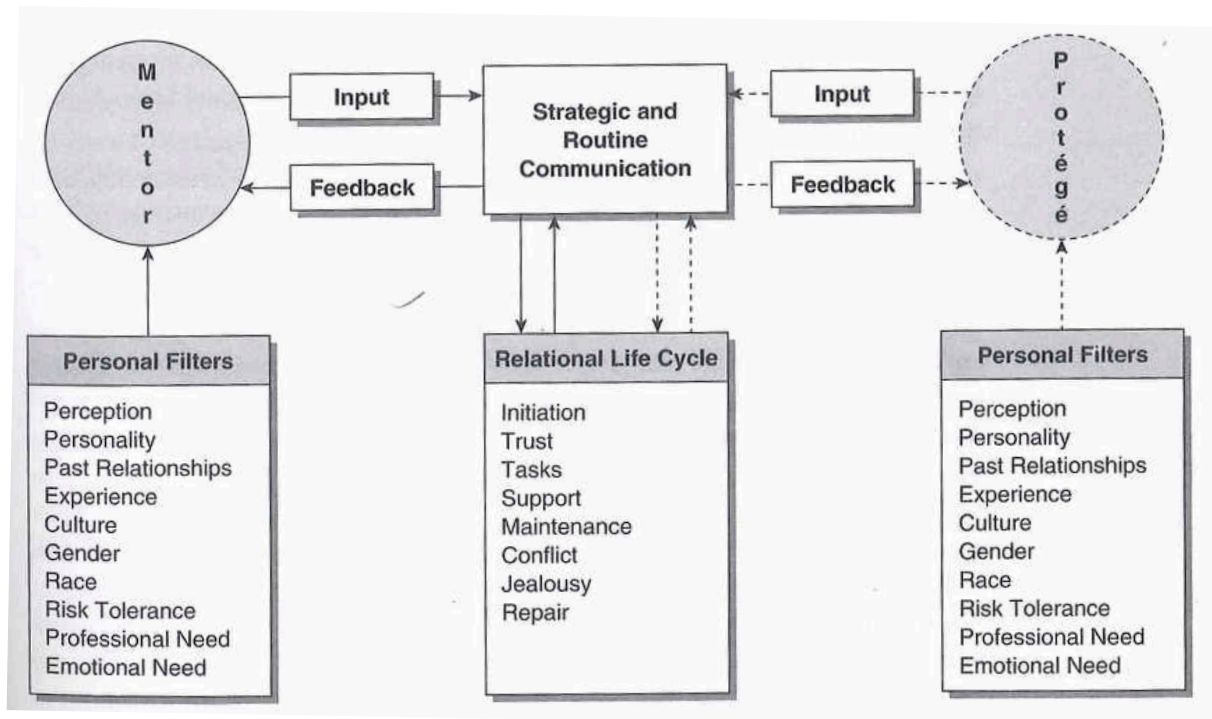 Mentor
Input
Feedback
Strategic and
Routine
Communication
Input
Feedback
Protégé
Personal Filters
Perception
Personality
Past Relationships
Experience
Culture
Gender
Race
Risk Tolerance
Professional Need
Emotional Need
Relational Life Cycle
Initiation
Trust
Tasks
Support
Maintenance
Conflict
Jealousy
Repair
Personal Filters
Perception
Personality
Past Relationships
Experience
Culture
Gender
Race
Risk Tolerance
Professional Need
Emotional Need